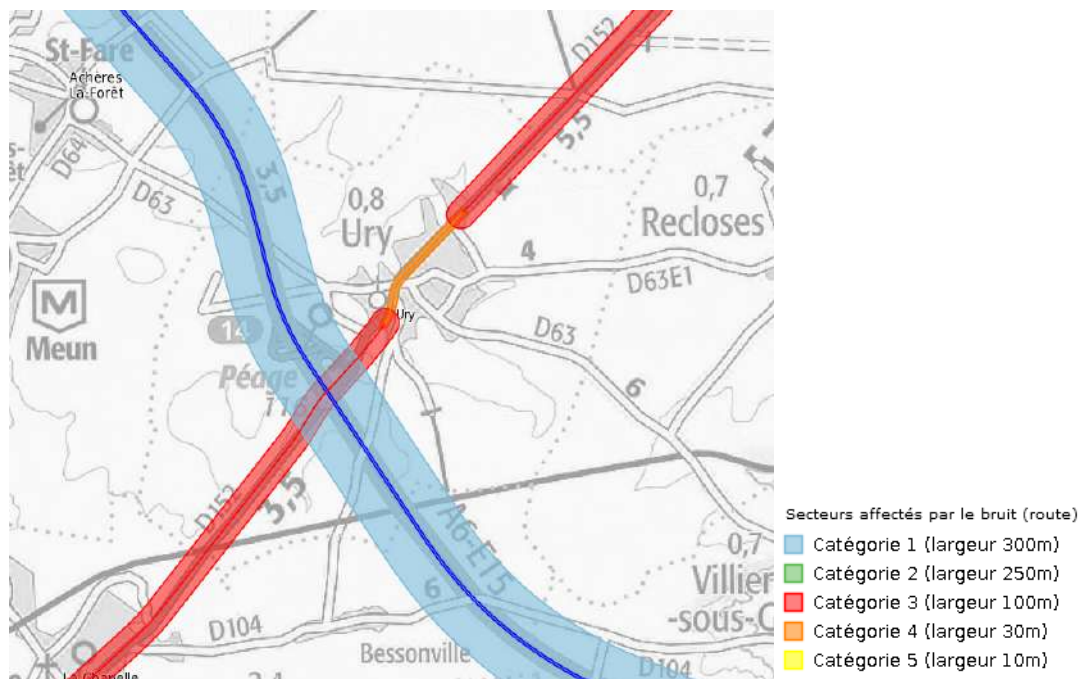 St-Fare
Achères
La-Forêt
D152
5,5
D64
D63
3,5
0,8
Ury
0,7
Recloses
4
D63E1
M
Meun
14
Ury
D63
Péage
6
D152
3,5
A6-E15
0,7
Villier
-sous-C
6
D104
Bessonville
D104
La Chapelle
Secteurs affectés par le bruit (route)
Catégorie 1 (largeur 300m)
Catégorie 2 (largeur 250m)
Catégorie 3 (largeur 100m)
Catégorie 4 (largeur 30m)
Catégorie 5 (largeur 10m)